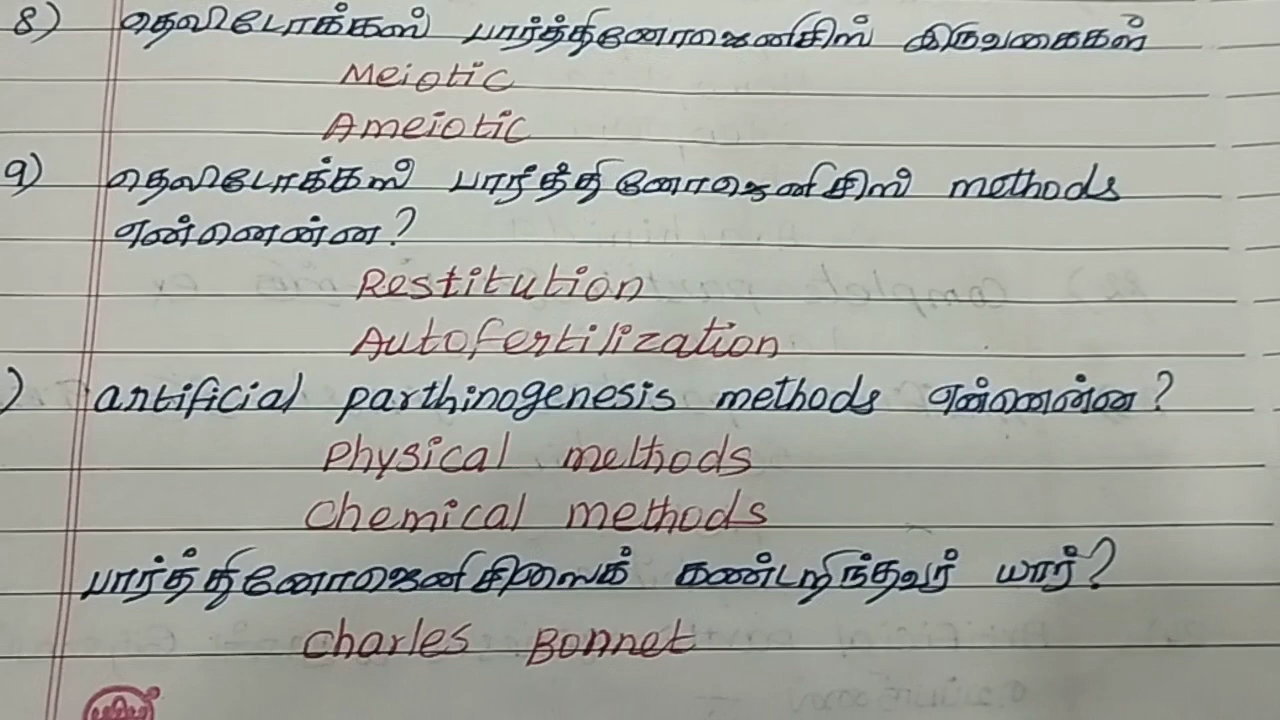 8) தெலிடோக்கஸ் பார்த்தினோஜெனிசிஸ் இருவகைகள்
Meiotic
Ameiotic
9) தெலிடோக்கஸ் பார்த்தினோஜெனிசிஸ் methods
என்னென்ன?
Restitution
Autofertilization
) artificial parthinogenesis methods என்னென்ன?
Physical methods
Chemical methods
பார்த்தினோஜெனிசிஸைக் கண்டறிந்தவர் யார்?
Charles Bonnet